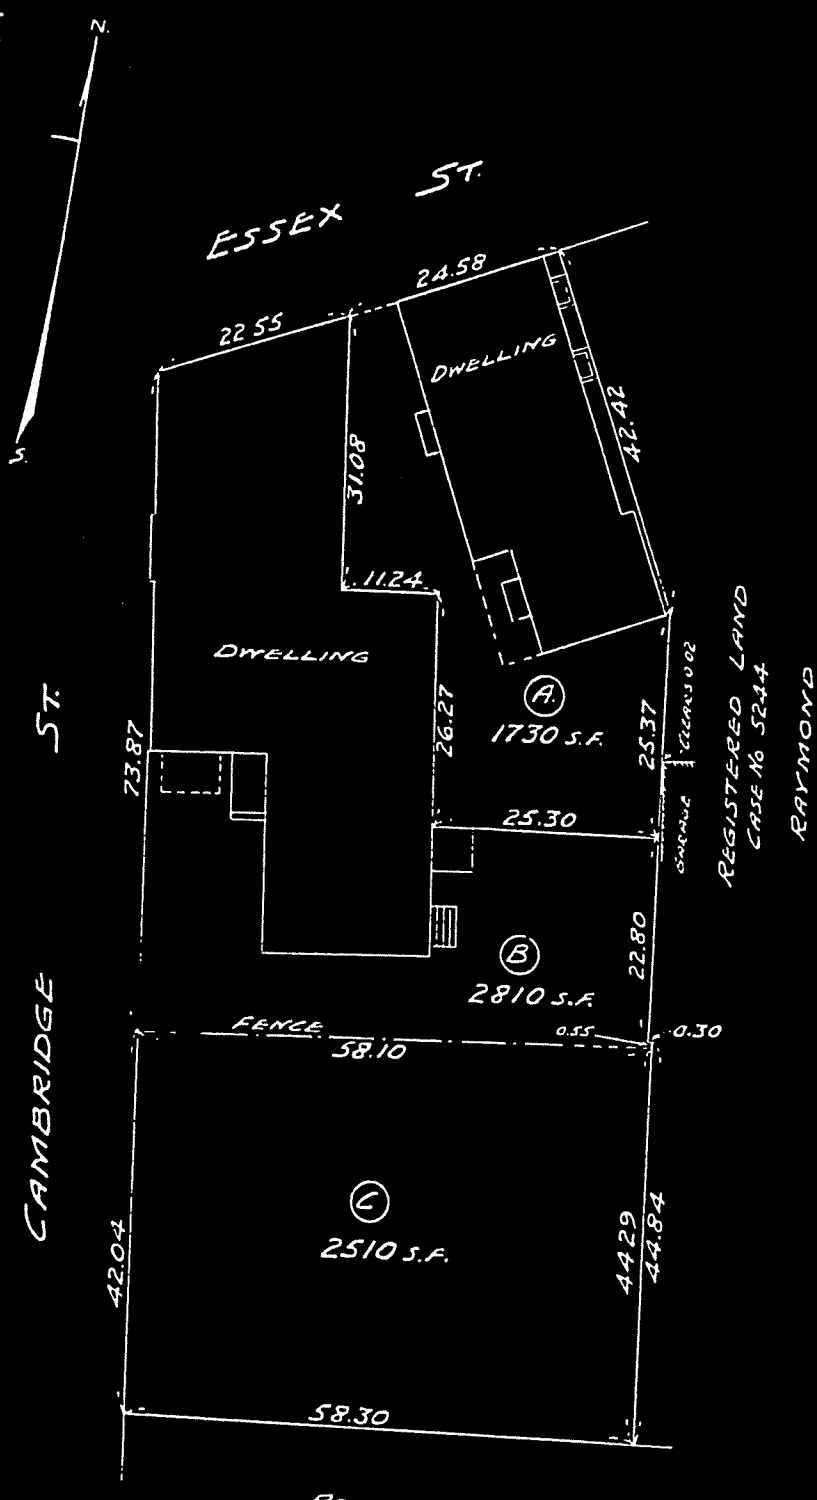 N.
ESSEX ST.
24.58
22.55
DWELLING
42.42
S.
31.08
11.24
DWELLING
A.
1730 S.F.
26.27
25.37
REGISTERED LAND
CASE No 5244
RAYMOND
ST.
73.87
25.30
GARAGE
B
2810 S.F.
22.80
FENCE
0.55
0.30
58.10
CAMBRIDGE
C
2510 S.F.
42.04
44.29
44.84
58.30